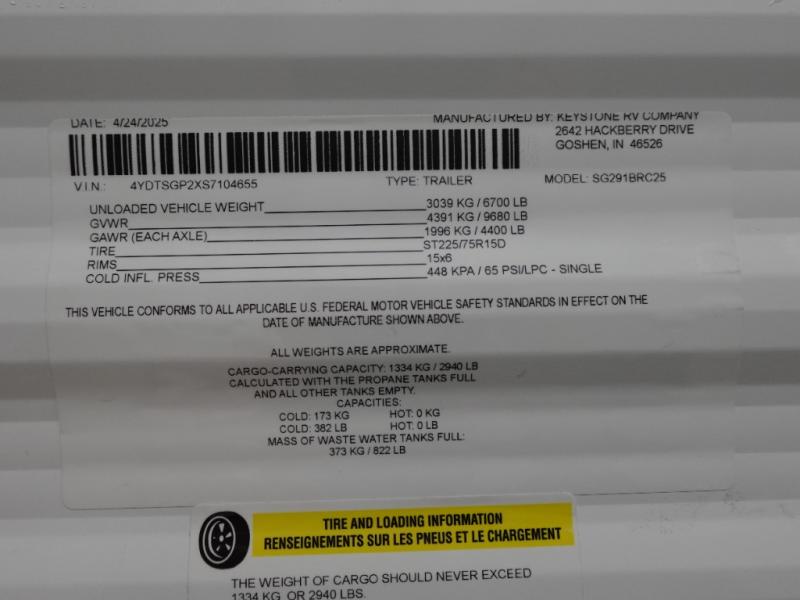 DATE: 4/24/2025 MANUFACTURED BY: KEYSTONE RV COMPANY
2642 HACKBERRY DRIVE
GOSHEN, IN 46526
V.I.N.: 4YDTSGP2XS7104655 TYPE: TRAILER MODEL: SG291BRC25
UNLOADED VEHICLE WEIGHT 3039 KG / 6700 LB
GVWR 4391 KG / 9680 LB
GAWR (EACH AXLE) 1996 KG / 4400 LB
TIRE ST225/75R15D
RIMS 15x6
COLD INFL. PRESS 448 KPA / 65 PSI/LPC - SINGLE
THIS VEHICLE CONFORMS TO ALL APPLICABLE U.S. FEDERAL MOTOR VEHICLE SAFETY STANDARDS IN EFFECT ON THE
DATE OF MANUFACTURE SHOWN ABOVE.
ALL WEIGHTS ARE APPROXIMATE.
CARGO-CARRYING CAPACITY: 1334 KG / 2940 LB
CALCULATED WITH THE PROPANE TANKS FULL
AND ALL OTHER TANKS EMPTY.
CAPACITIES:
COLD: 173 KG HOT: 0 KG
COLD: 382 LB HOT: 0 LB
MASS OF WASTE WATER TANKS FULL:
373 KG / 822 LB
TIRE AND LOADING INFORMATION
RENSEIGNEMENTS SUR LES PNEUS ET LE CHARGEMENT
THE WEIGHT OF CARGO SHOULD NEVER EXCEED
1334 KG OR 2940 LBS.